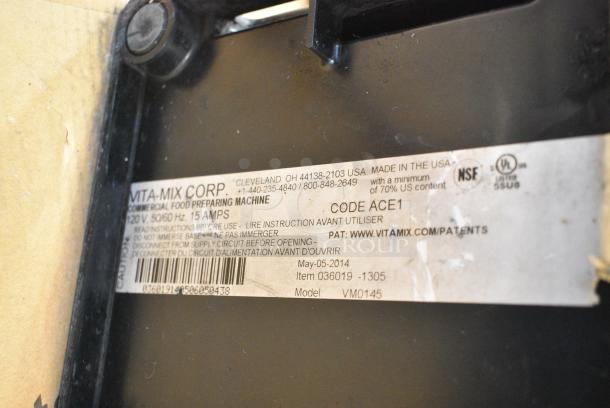 VITA-MIX CORP.
CLEVELAND, OH 44138-2103 USA
+1-440-235-4840 / 800-848-2649
MADE IN THE USA
with a minimum
of 70% US content
NSF
UL
LISTED
55U8
COMMERCIAL FOOD PREPARING MACHINE
120 V. 50/60 Hz. 15 AMPS
CODE ACE1
READ INSTRUCTIONS BEFORE USE - LIRE INSTRUCTION AVANT UTILISER
DO NOT IMMERSE BASE - NE PAS IMMERGER
PAT: WWW.VITAMIX.COM/PATENTS
DISCONNECT FROM SUPPLY CIRCUIT BEFORE OPENING -
DECONNECTER DU CIRCUIT D'ALIMENTATION AVANT D'OUVRIR
CAUTION:
May-05-2014
Item 036019 -1305
Model VM0145